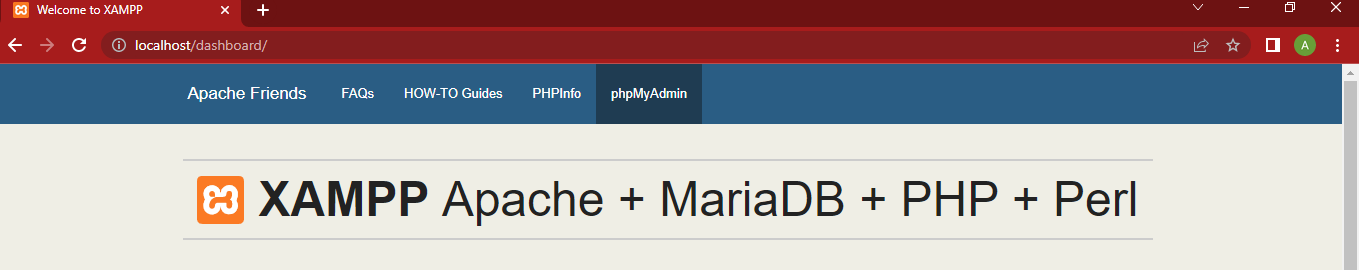 Welcome to XAMPP
localhost/dashboard/
A
Apache Friends FAQs HOW-TO Guides PHPInfo phpMyAdmin
XAMPP Apache + MariaDB + PHP + Perl